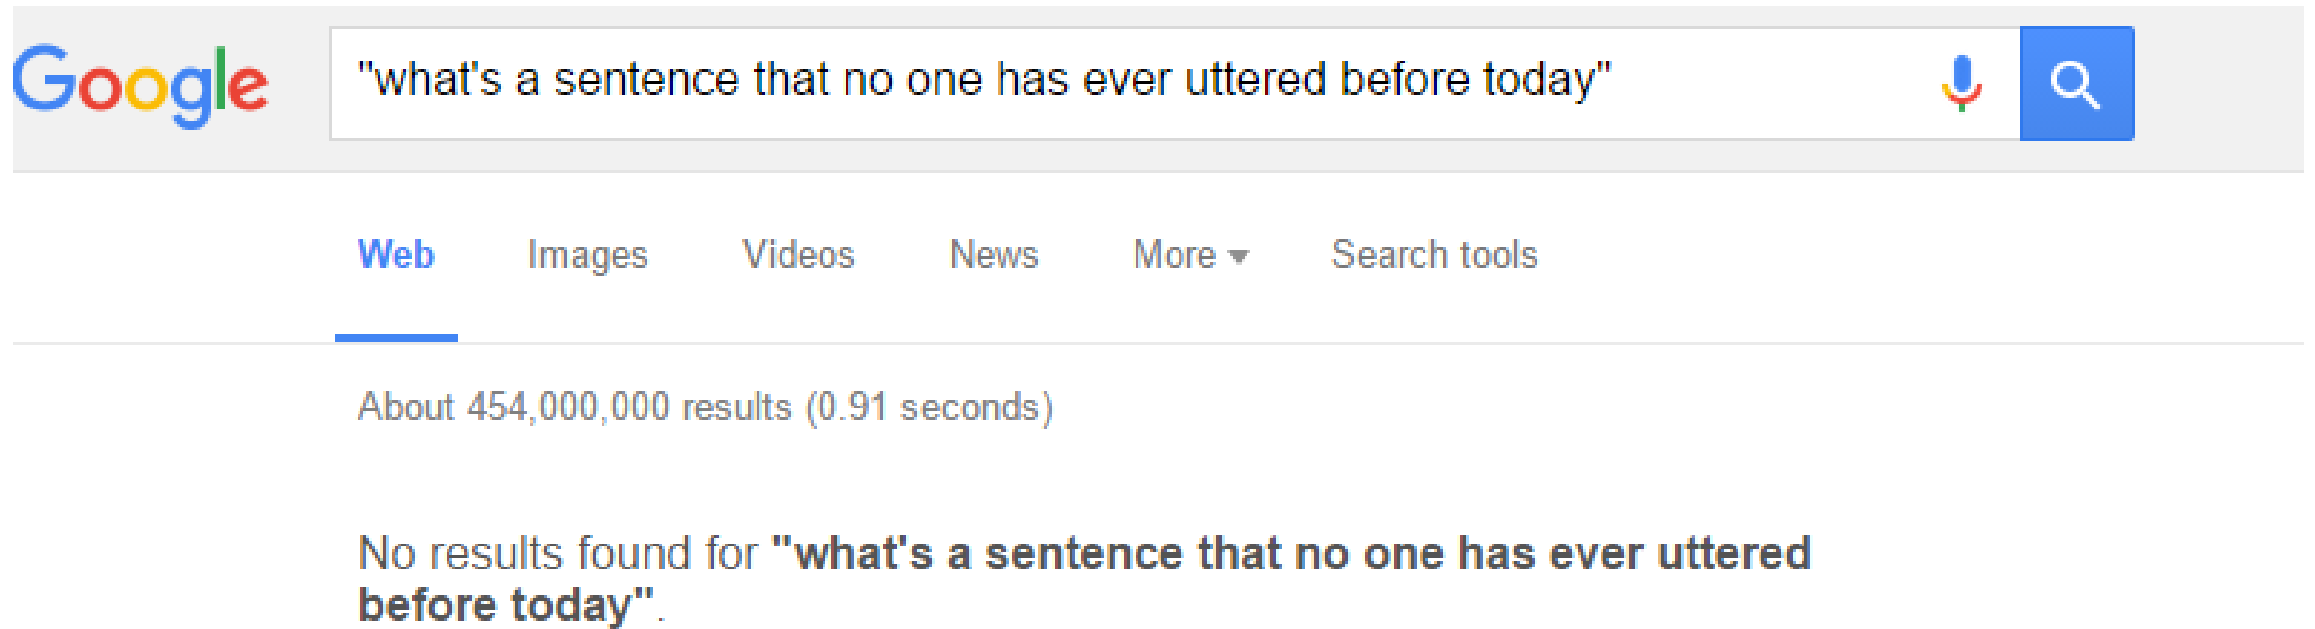 Google "what's a sentence that no one has ever uttered before today"
Web Images Videos News More Search tools
About 454,000,000 results (0.91 seconds)
No results found for "what's a sentence that no one has ever uttered
before today".